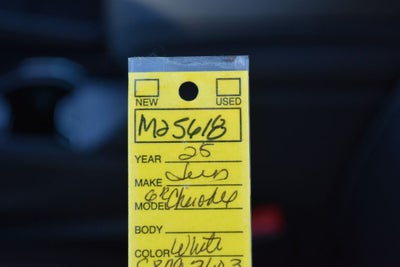 NEW USED
M25618
YEAR 25
MAKE Jeep
MODEL Gr Cherokee
BODY
COLOR White